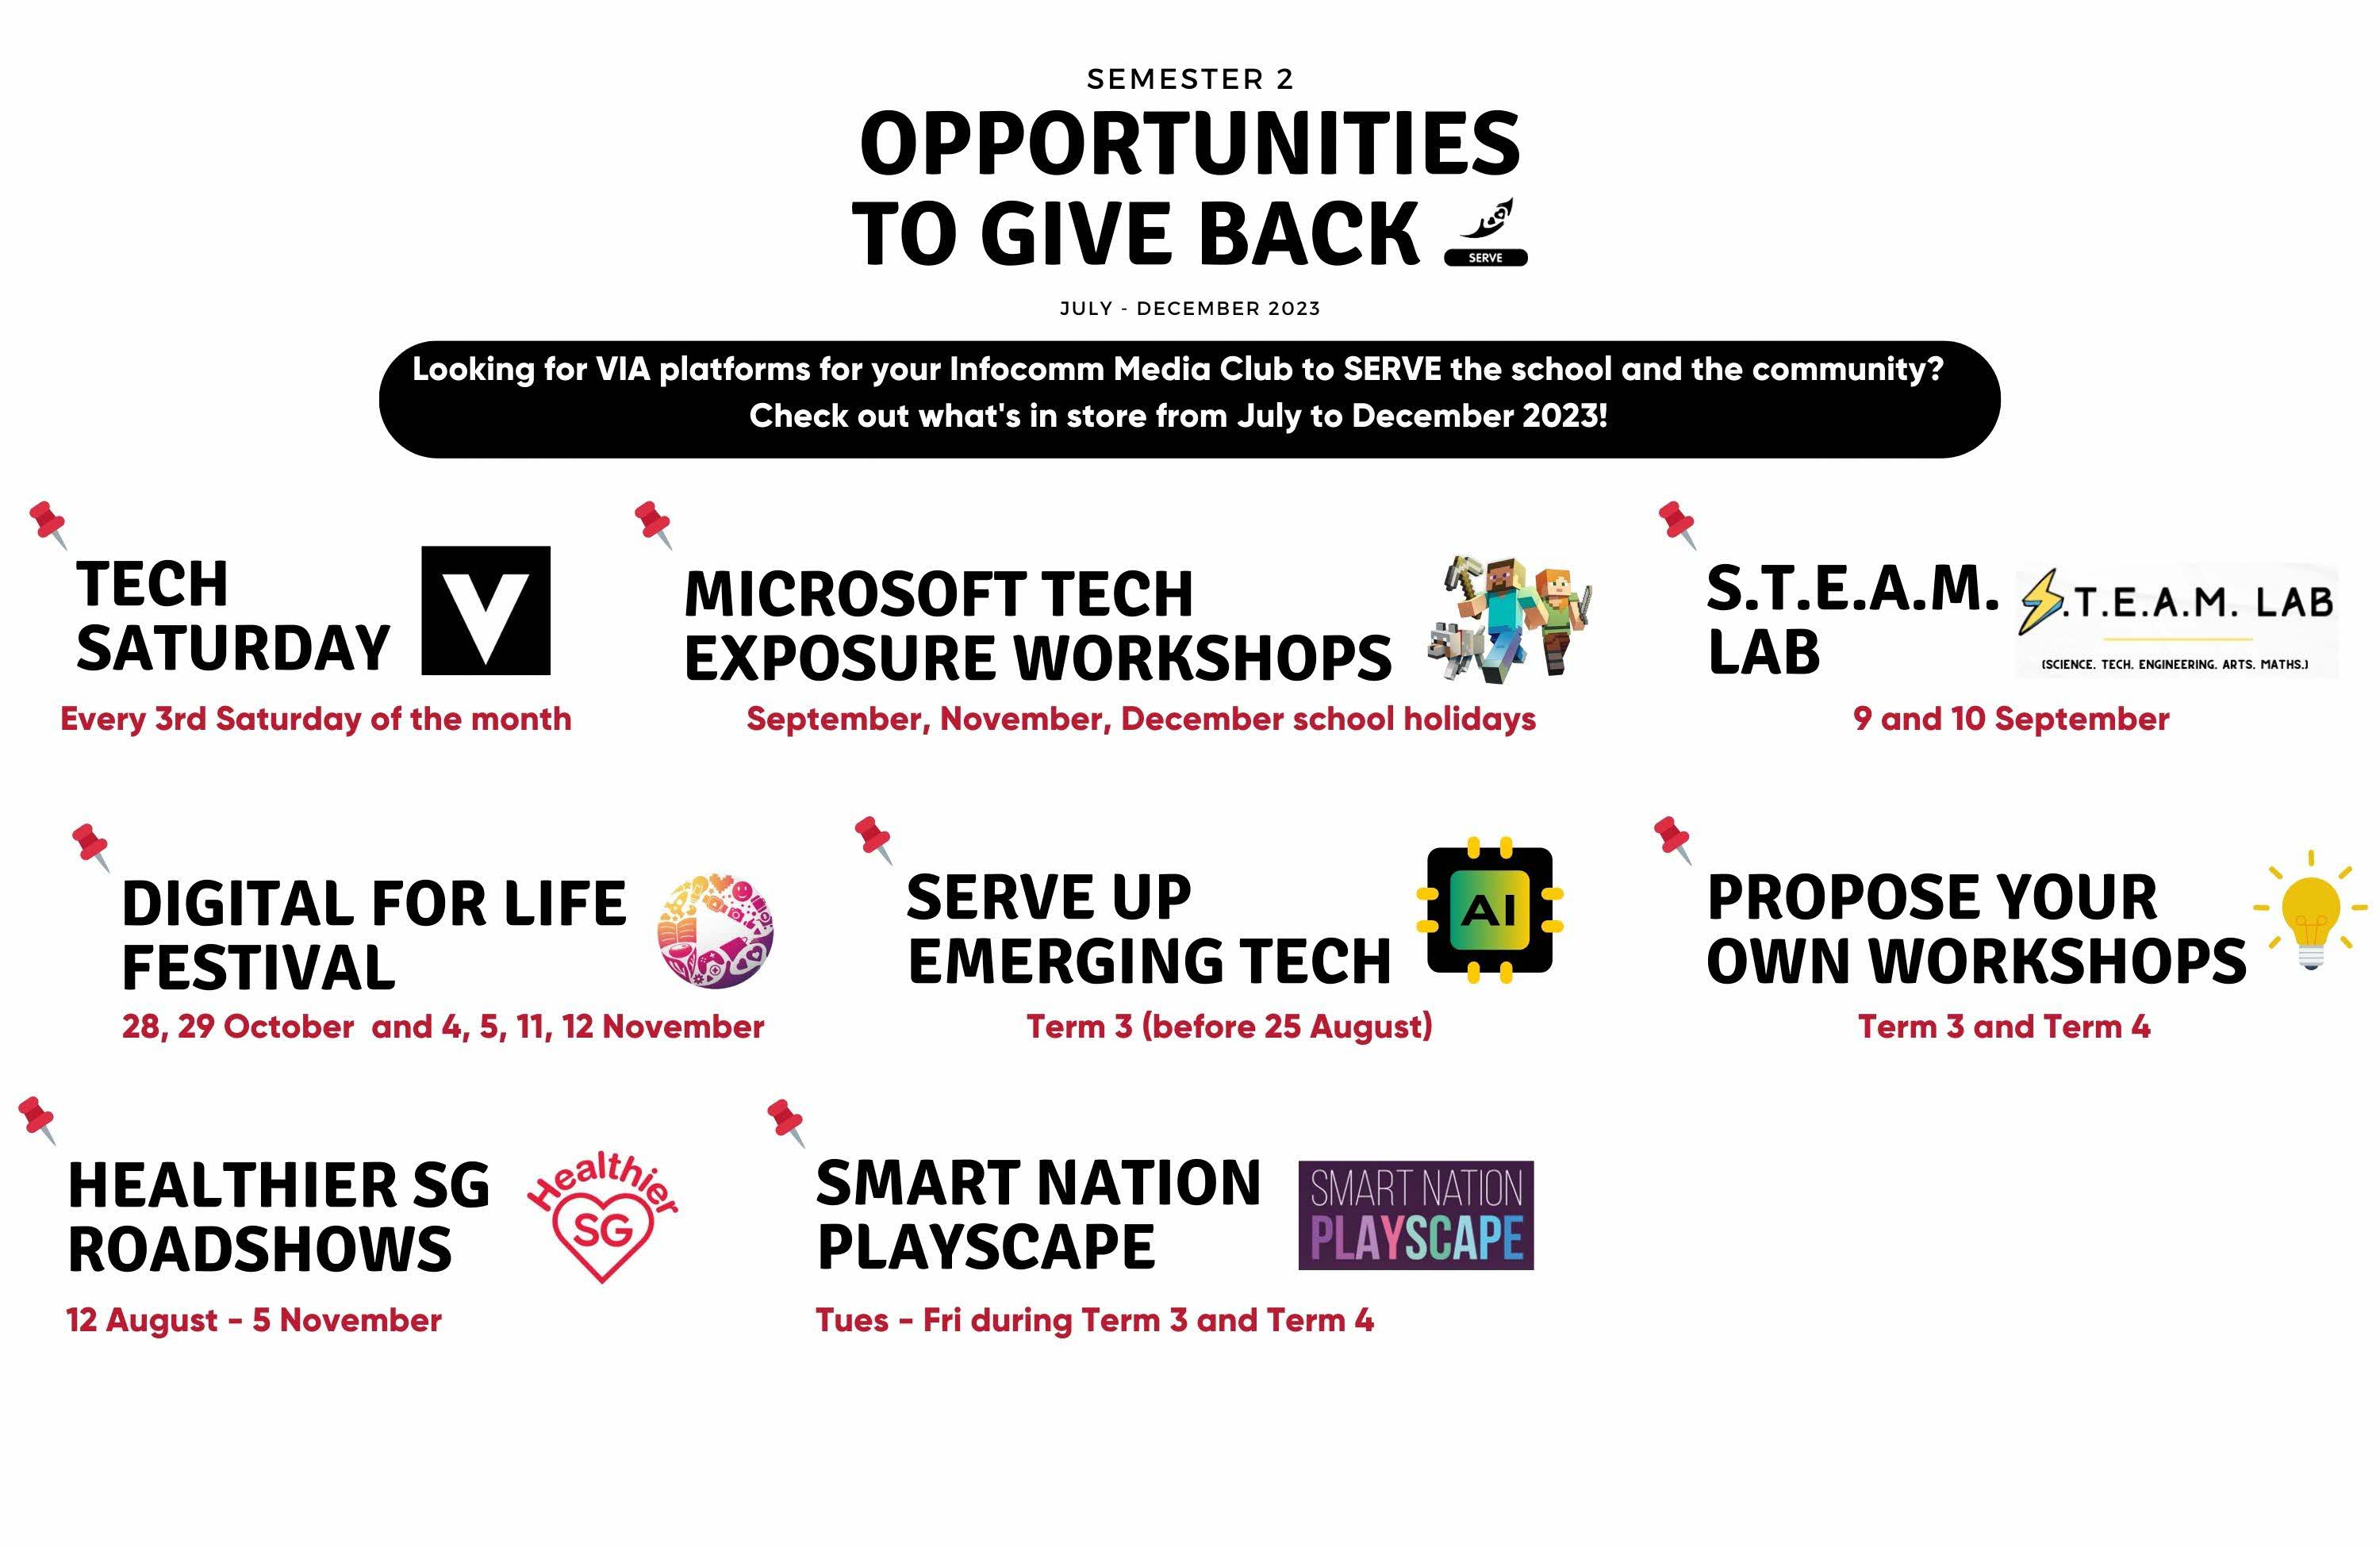 SEMESTER 2
OPPORTUNITIES
TO GIVE BACK
SERVE
JULY - DECEMBER 2023
Looking for VIA platforms for your Infocomm Media Club to SERVE the school and the community?
Check out what's in store from July to December 2023!
TECH
SATURDAY
V
Every 3rd Saturday of the month
MICROSOFT TECH
EXPOSURE WORKSHOPS
September, November, December school holidays
S.T.E.A.M.
LAB
S.T.E.A.M. LAB
(SCIENCE. TECH. ENGINEERING. ARTS. MATHS.)
9 and 10 September
DIGITAL FOR LIFE
FESTIVAL
28, 29 October and 4, 5, 11, 12 November
SERVE UP
EMERGING TECH
AI
Term 3 (before 25 August)
PROPOSE YOUR
OWN WORKSHOPS
Term 3 and Term 4
HEALTHIER SG
ROADSHOWS
Healthier
SG
12 August - 5 November
SMART NATION
PLAYSCAPE
SMART NATION
PLAYSCAPE
Tues - Fri during Term 3 and Term 4